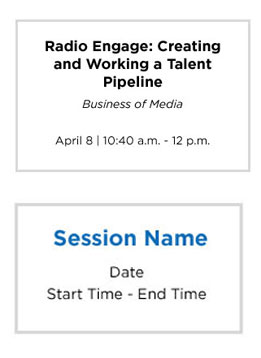 Radio Engage: Creating
and Working a Talent
Pipeline
Business of Media
April 8 | 10:40 a.m. - 12 p.m.
Session Name
Date
Start Time - End Time